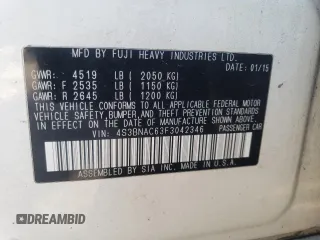 MFD BY FUJI HEAVY INDUSTRIES LTD.
DATE: 01/15
GVWR: 4519 LB ( 2050 KG)
GAWR: F 2535 LB ( 1150 KG)
GAWR: R 2645 LB ( 1200 KG)
THIS VEHICLE CONFORMS TO ALL APPLICABLE FEDERAL MOTOR
VEHICLE SAFETY, BUMPER, AND THEFT PREVENTION STANDARDS
IN EFFECT ON THE DATE OF MANUFACTURE SHOWN ABOVE.
VIN: 4S3BNAC63F3042346 PASSENGER CAR
ASSEMBLED BY SIA INC. MADE IN U.S.A.
DREAMBID